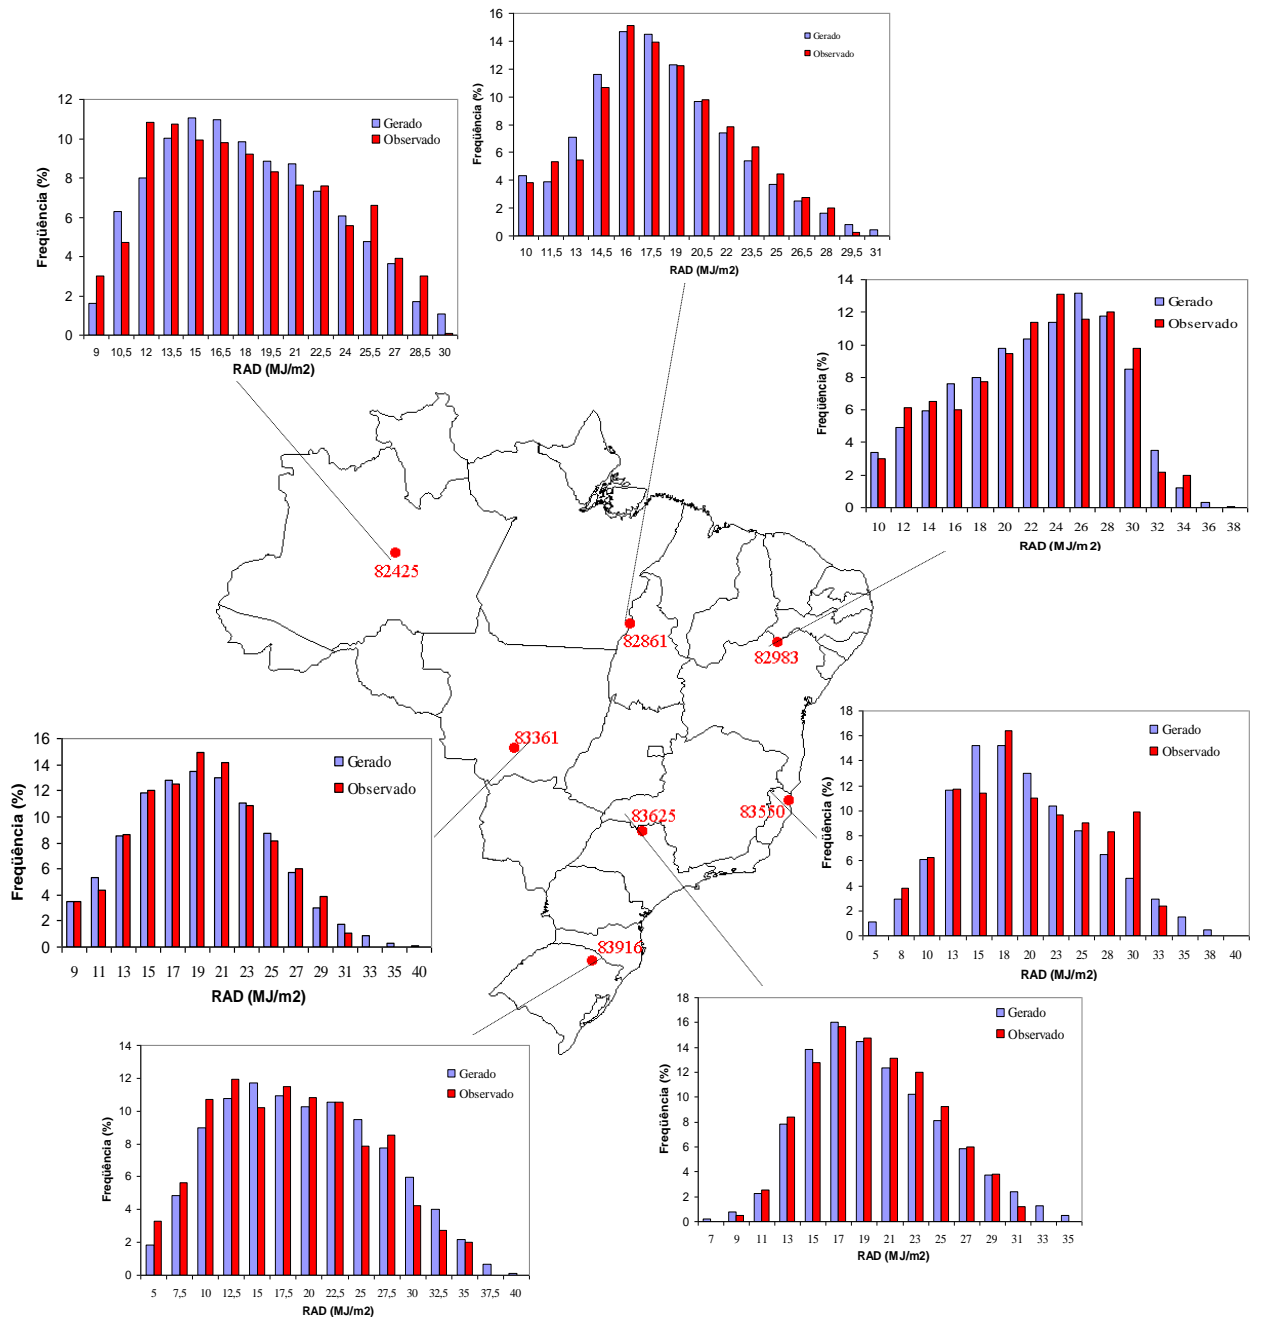 16
14
12
10
8
6
4
2
0
Freqüência (%)
Gerado
Observado
10 11,5 13 14,5 16 17,5 19 20,5 22 23,5 25 26,5 28 29,5 31
RAD (MJ/m2)
12
10
8
6
4
2
0
Freqüência (%)
Gerado
Observado
9 10,5 12 13,5 15 16,5 18 19,5 21 22,5 24 25,5 27 28,5 30
RAD (MJ/m2)
14
12
10
8
6
4
2
0
Freqüência (%)
Gerado
Observado
10 12 14 16 18 20 22 24 26 28 30 32 34 36 38
RAD (MJ/m2)
82425
82861
82983
83361
83625
83550
83916
18
16
14
12
10
8
6
4
2
0
Freqüência (%)
Gerado
Observado
5 8 10 13 15 18 20 23 25 28 30 33 35 38 40
RAD (MJ/m2)
16
14
12
10
8
6
4
2
0
Freqüência (%)
Gerado
Observado
9 11 13 15 17 19 21 23 25 27 29 31 33 35 40
RAD (MJ/m2)
18
16
14
12
10
8
6
4
2
0
Freqüência (%)
Gerado
Observado
7 9 11 13 15 17 19 21 23 25 27 29 31 33 35
RAD (MJ/m2)
14
12
10
8
6
4
2
0
Freqüência (%)
Gerado
Observado
5 7,5 10 12,5 15 17,5 20 22,5 25 27,5 30 32,5 35 37,5 40
RAD (MJ/m2)